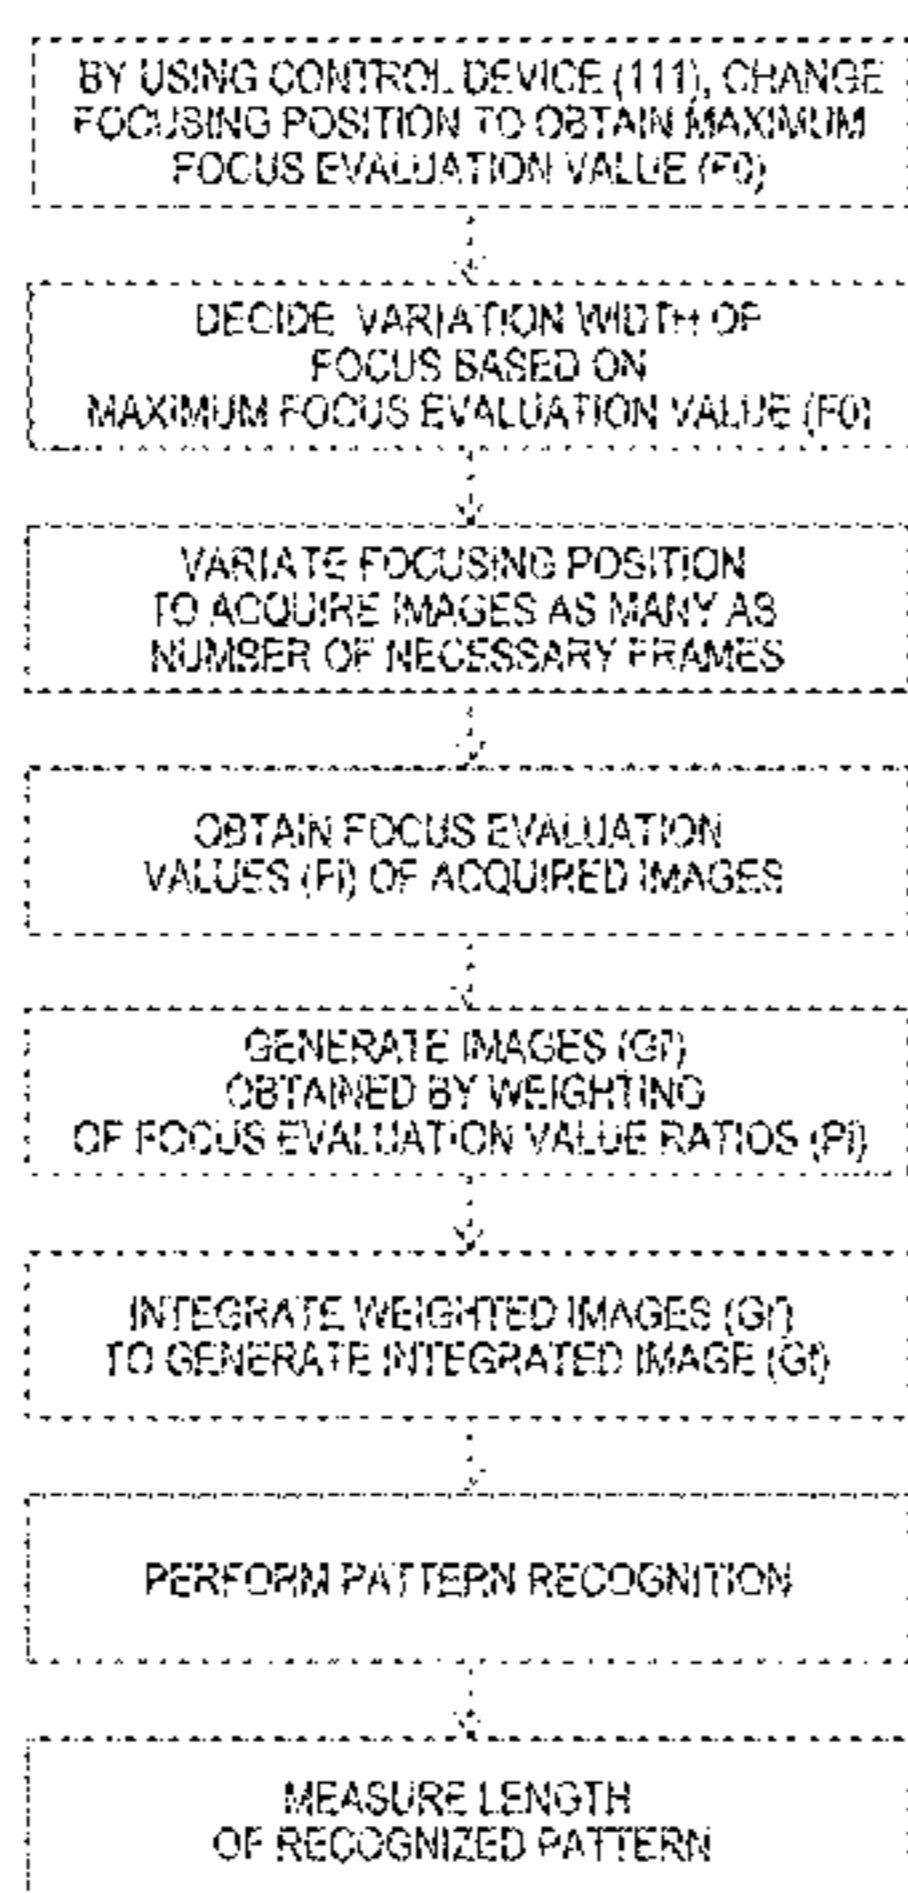 BY USING CONTROL DEVICE (111), CHANGE
FOCUSING POSITION TO OBTAIN MAXIMUM
FOCUS EVALUATION VALUE (F0)
DECIDE VARIATION WIDTH OF
FOCUS BASED ON
MAXIMUM FOCUS EVALUATION VALUE (F0)
VARIATE FOCUSING POSITION
TO ACQUIRE IMAGES AS MANY AS
NUMBER OF NECESSARY FRAMES
OBTAIN FOCUS EVALUATION
VALUES (Fi) OF ACQUIRED IMAGES
GENERATE IMAGES (Gi')
OBTAINED BY WEIGHTING
OF FOCUS EVALUATION VALUE RATIOS (Pi)
INTEGRATE WEIGHTED IMAGES (Gi')
TO GENERATE INTEGRATED IMAGE (Gf)
PERFORM PATTERN RECOGNITION
MEASURE LENGTH
OF RECOGNIZED PATTERN